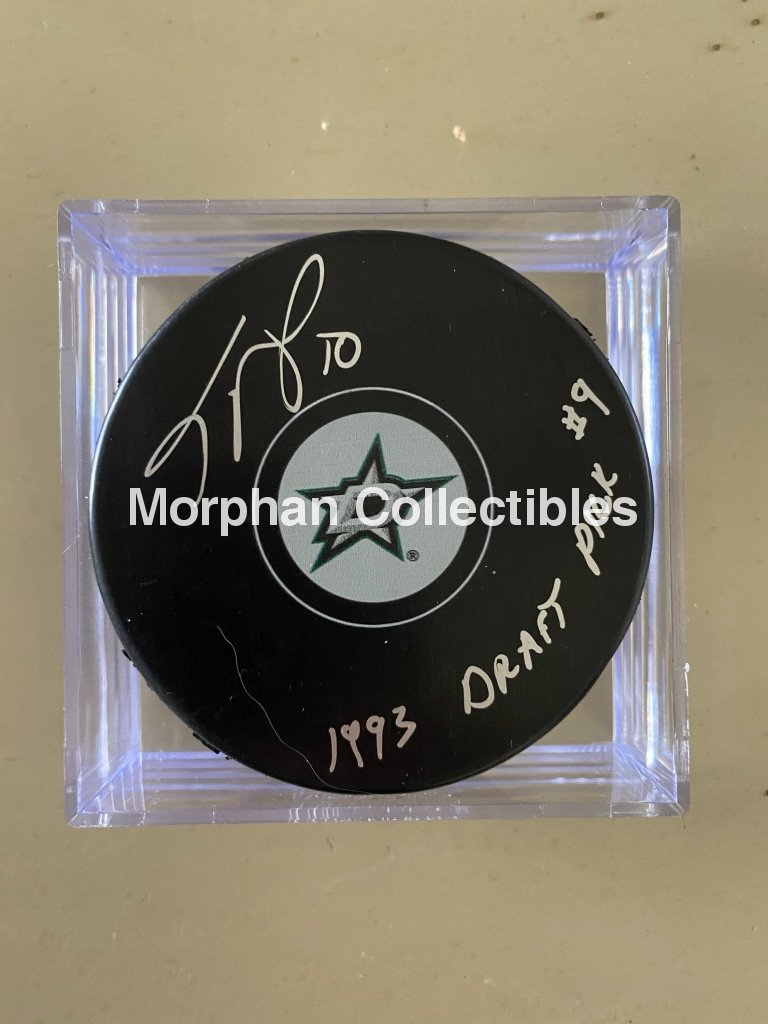 10
#9
Morphan Collectibles
PICK
DRAFT
1993
®